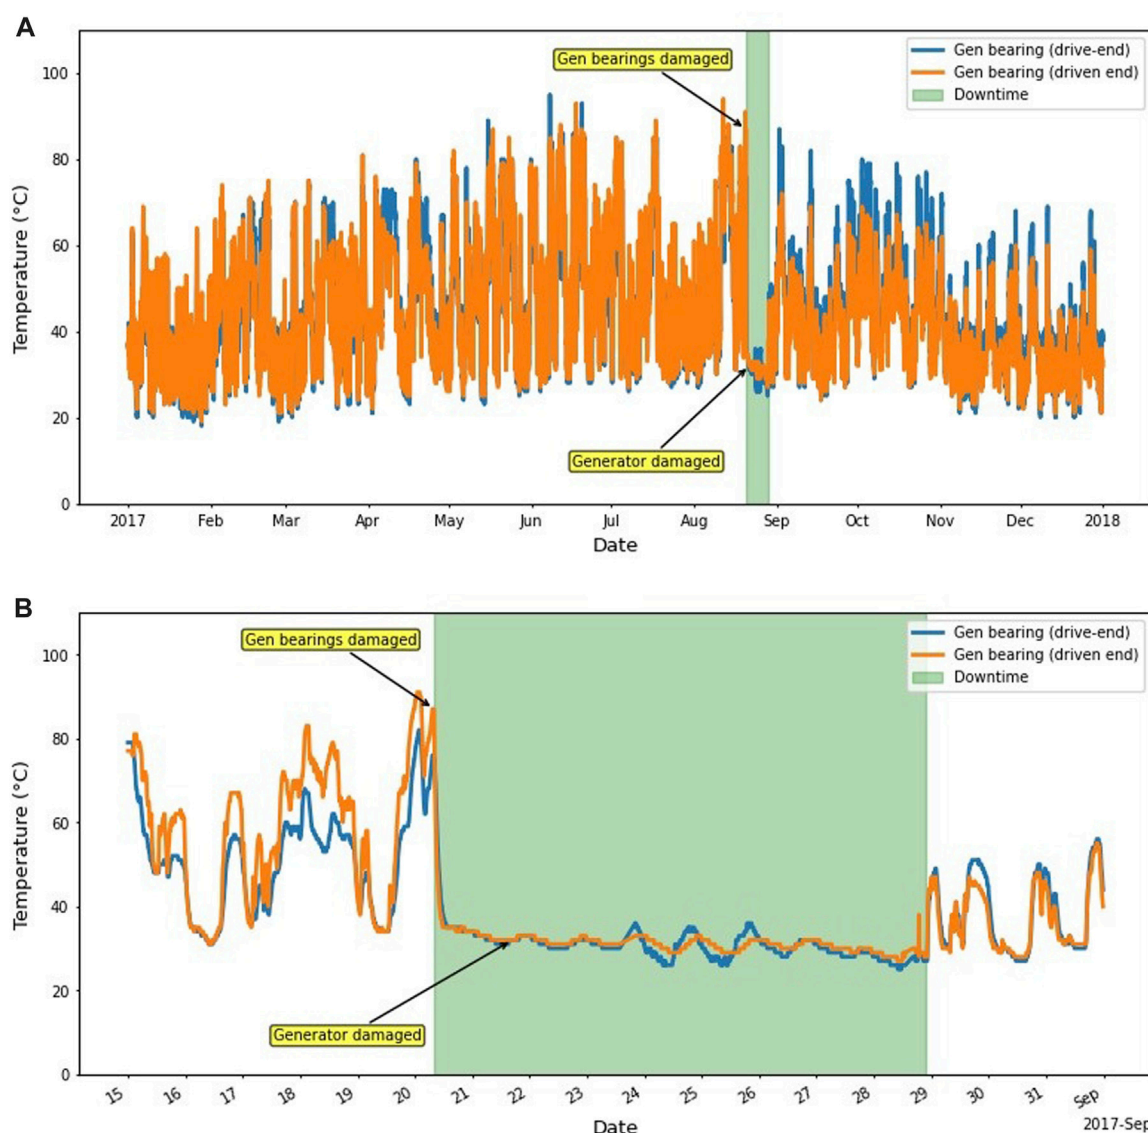 A
Gen bearings damaged
Gen bearing (drive-end)
Gen bearing (driven end)
Downtime
Temperature (°C)
100
80
60
40
20
0
Generator damaged
2017 Feb Mar Apr May Jun Jul Aug Sep Oct Nov Dec 2018
Date
B
Gen bearings damaged
Gen bearing (drive-end)
Gen bearing (driven end)
Downtime
Temperature (°C)
100
80
60
40
20
0
Generator damaged
15 16 17 18 19 20 21 22 23 24 25 26 27 28 29 30 31 Sep
2017-Sep
Date